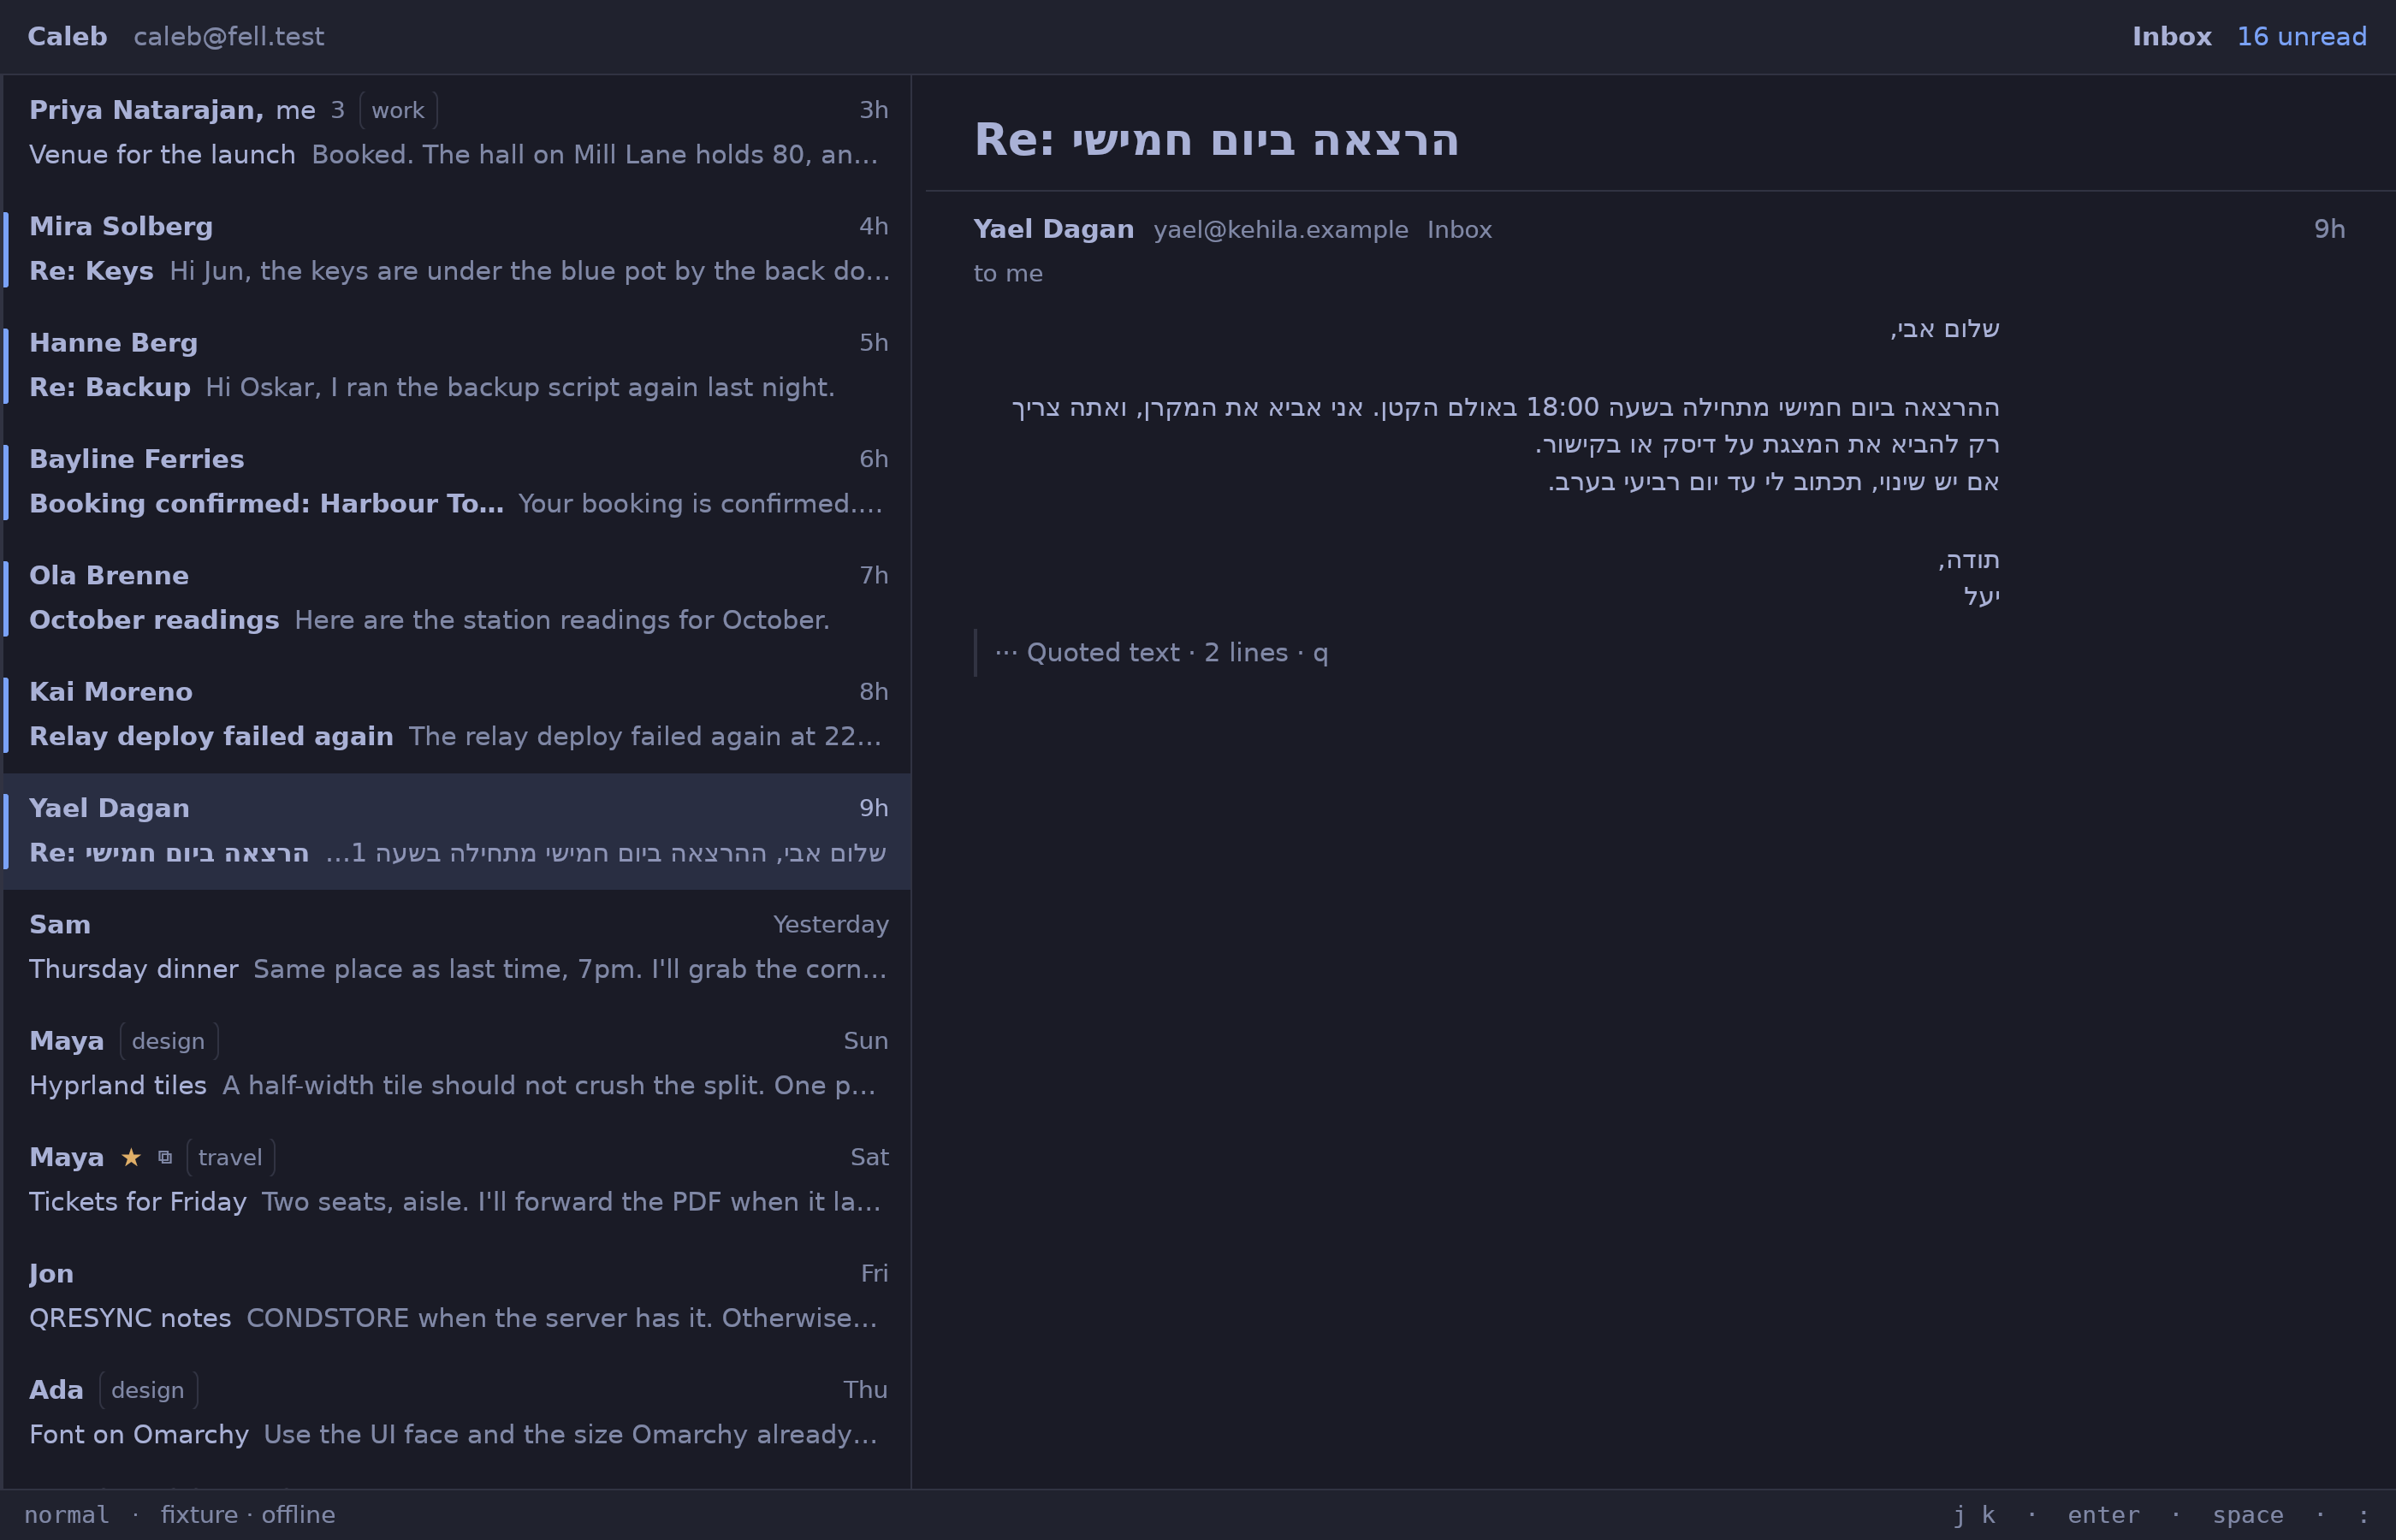 Caleb caleb@fell.test
Inbox 16 unread
Priya Natarajan, me 3 work 3h
Venue for the launch Booked. The hall on Mill Lane holds 80, an…
Mira Solberg 4h
Re: Keys Hi Jun, the keys are under the blue pot by the back do…
Hanne Berg 5h
Re: Backup Hi Oskar, I ran the backup script again last night.
Bayline Ferries 6h
Booking confirmed: Harbour To… Your booking is confirmed.…
Ola Brenne 7h
October readings Here are the station readings for October.
Kai Moreno 8h
Relay deploy failed again The relay deploy failed again at 22…
Yael Dagan 9h
Re: הרצאה ביום חמישי שלום אבי, ההרצאה ביום חמישי מתחילה בשעה 1…
Sam Yesterday
Thursday dinner Same place as last time, 7pm. I'll grab the corn…
Maya design Sun
Hyprland tiles A half-width tile should not crush the split. One p…
Maya ★ ⧉ travel Sat
Tickets for Friday Two seats, aisle. I'll forward the PDF when it la…
Jon Fri
QRESYNC notes CONDSTORE when the server has it. Otherwise…
Ada design Thu
Font on Omarchy Use the UI face and the size Omarchy already…
Re: הרצאה ביום חמישי
Yael Dagan yael@kehila.example Inbox 9h
to me
שלום אבי,
ההרצאה ביום חמישי מתחילה בשעה 18:00 באולם הקטן. אני אביא את המקרן, ואתה צריך
רק להביא את המצגת על דיסק או בקישור.
אם יש שינוי, תכתוב לי עד יום רביעי בערב.
תודה,
יעל
··· Quoted text · 2 lines · q
normal · fixture · offline
j k · enter · space · :